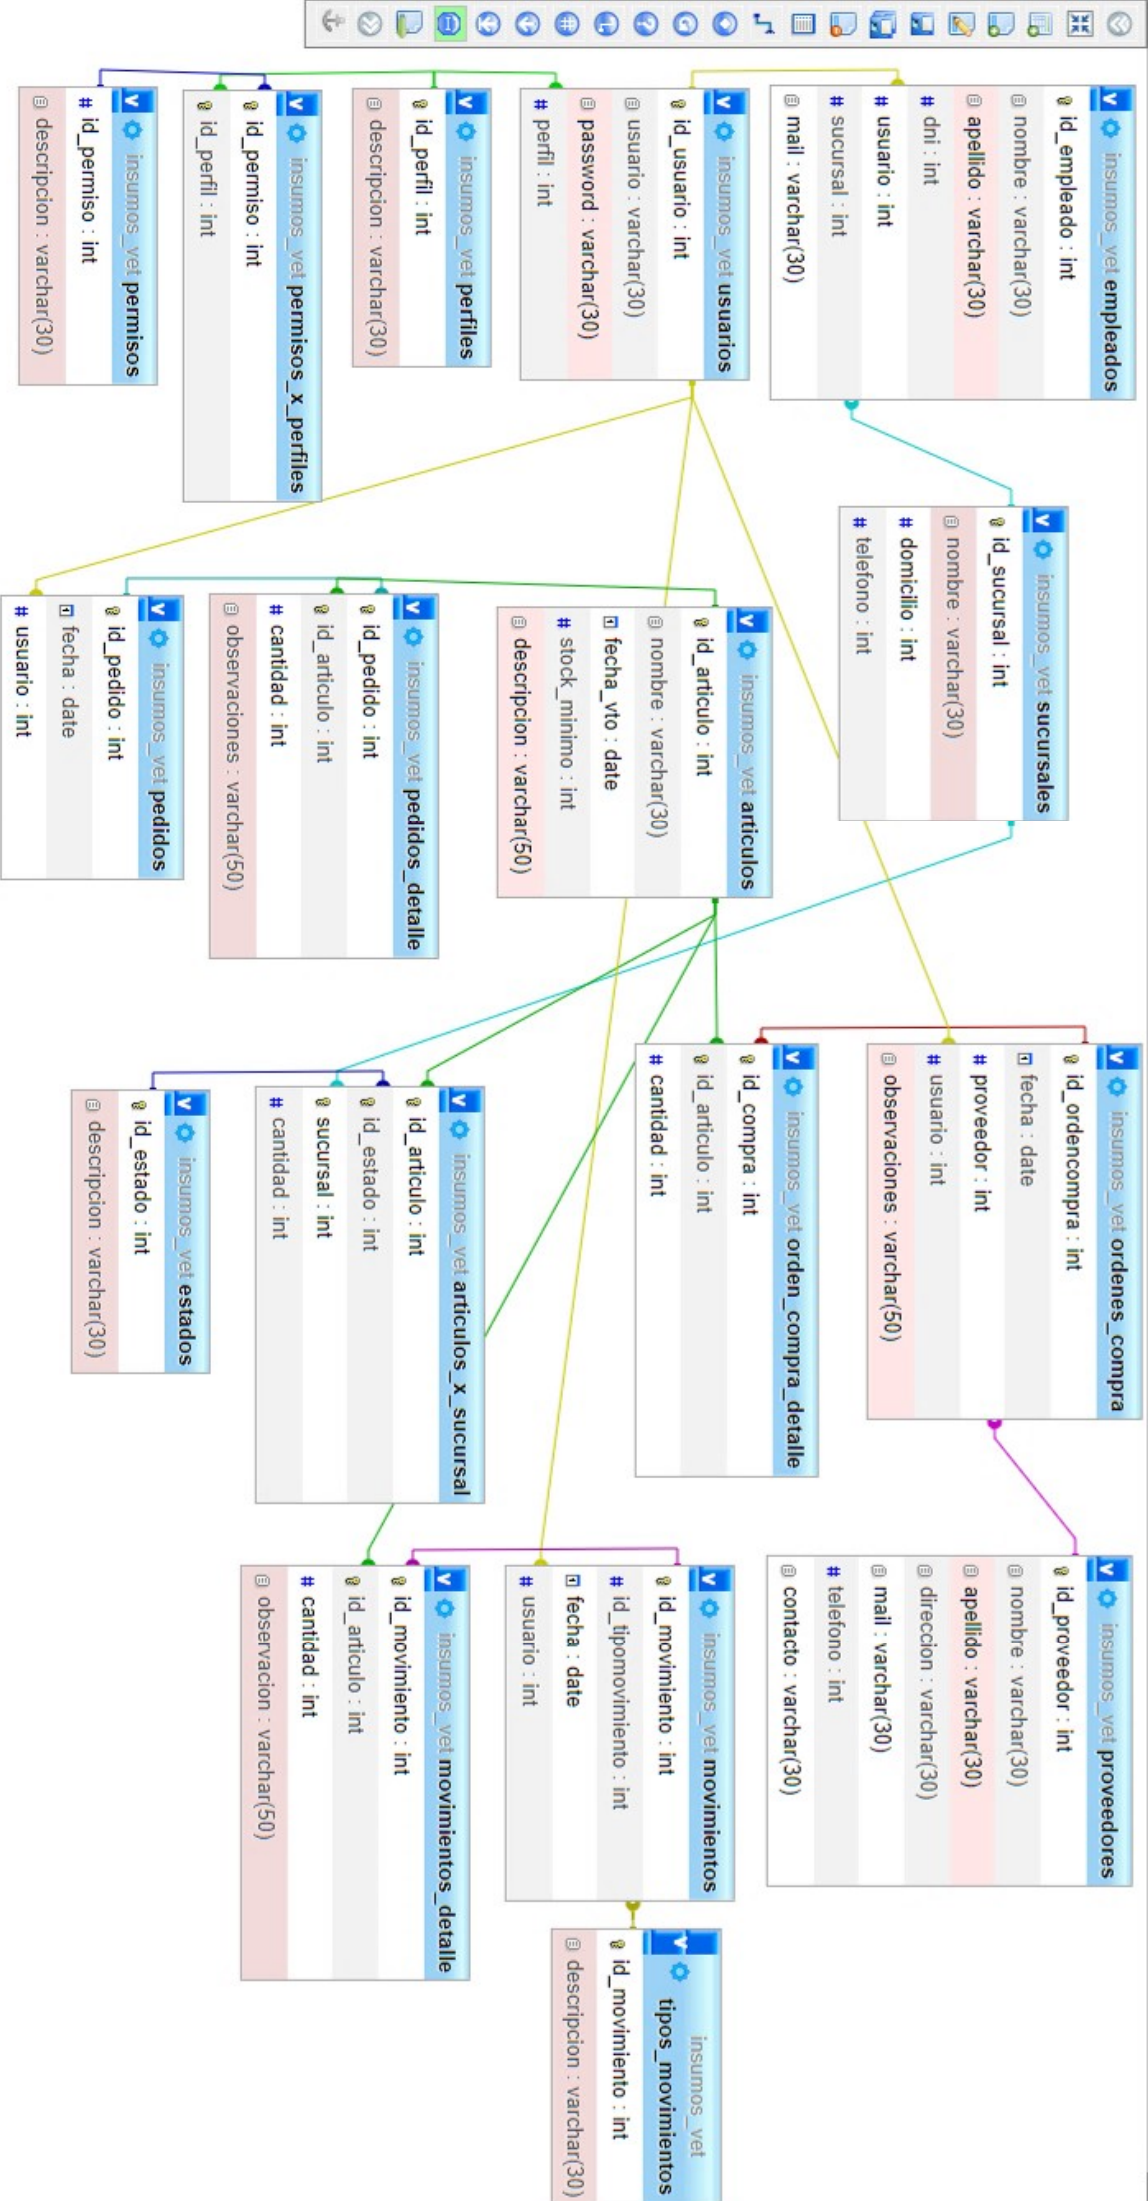 insumos_vet empleados
id_empleado : int
nombre : varchar(30)
apellido : varchar(30)
dni : int
usuario : int
sucursal : int
mail : varchar(30)
insumos_vet usuarios
id_usuario : int
usuario : varchar(30)
password : varchar(30)
perfil : int
insumos_vet perfiles
id_perfil : int
descripcion : varchar(30)
insumos_vet permisos_x_perfiles
id_permiso : int
id_perfil : int
insumos_vet permisos
id_permiso : int
descripcion : varchar(30)
insumos_vet sucursales
id_sucursal : int
nombre : varchar(30)
domicilio : int
telefono : int
insumos_vet articulos
id_articulo : int
nombre : varchar(30)
fecha_vto : date
stock_minimo : int
descripcion : varchar(50)
insumos_vet pedidos_detalle
id_pedido : int
id_articulo : int
cantidad : int
observaciones : varchar(50)
insumos_vet pedidos
id_pedido : int
fecha : date
usuario : int
insumos_vet ordenes_compra
id_ordencompra : int
fecha : date
proveedor : int
usuario : int
observaciones : varchar(50)
insumos_vet orden_compra_detalle
id_compra : int
id_articulo : int
cantidad : int
insumos_vet articulos_x_sucursal
id_articulo : int
id_estado : int
sucursal : int
cantidad : int
insumos_vet estados
id_estado : int
descripcion : varchar(30)
insumos_vet proveedores
id_proveedor : int
nombre : varchar(30)
apellido : varchar(30)
direccion : varchar(30)
mail : varchar(30)
telefono : int
contacto : varchar(30)
insumos_vet movimientos
id_movimiento : int
id_tipomovimiento : int
fecha : date
usuario : int
insumos_vet movimientos_detalle
id_movimiento : int
id_articulo : int
cantidad : int
observacion : varchar(50)
insumos_vet
tipos_movimientos
id_movimiento : int
descripcion : varchar(30)